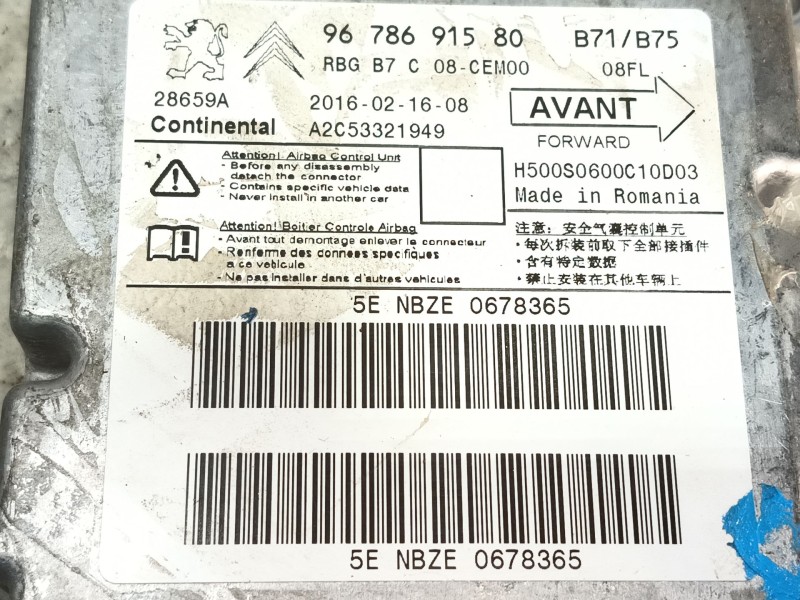 96 786 915 80 B71/B75
RBG B7 C 08-CEM00 08FL
28659A 2016-02-16-08
AVANT
Continental A2C53321949
FORWARD
Attention! Airbag Control Unit
- Before any disassembly
detach the connector
- Contains specific vehicle data
- Never install in another car
H500S0600C10D03
Made in Romania
Attention! Boitier Controle Airbag
- Avant tout demontage enlever le connecteur
- Renferme des donnees specifiques
a ce vehicule
- Ne pas installer dans d'autres vehicules
注意: 安全气囊控制单元
• 每次拆装前取下全部接插件
• 含有特定数据
• 禁止安装在其他车辆上
5E NBZE 0678365
5E NBZE 0678365